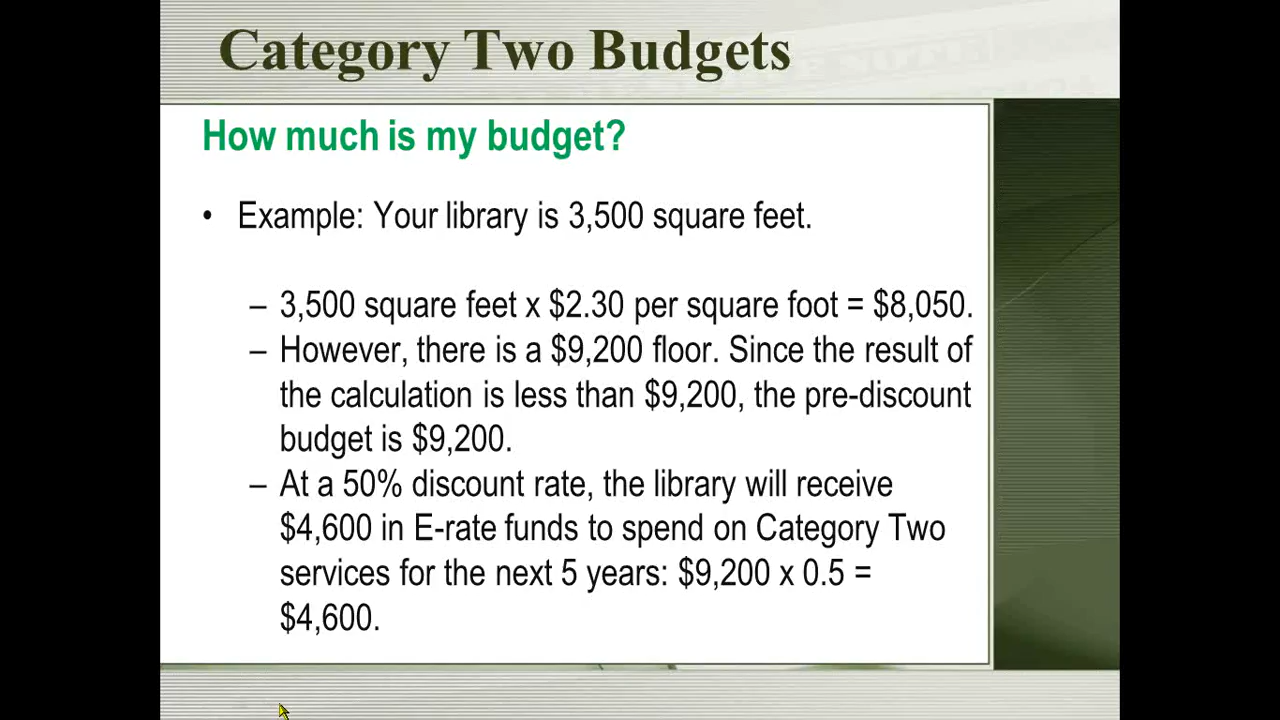 Category Two Budgets
How much is my budget?
• Example: Your library is 3,500 square feet.
– 3,500 square feet x $2.30 per square foot = $8,050.
– However, there is a $9,200 floor. Since the result of
the calculation is less than $9,200, the pre-discount
budget is $9,200.
– At a 50% discount rate, the library will receive
$4,600 in E-rate funds to spend on Category Two
services for the next 5 years: $9,200 x 0.5 =
$4,600.